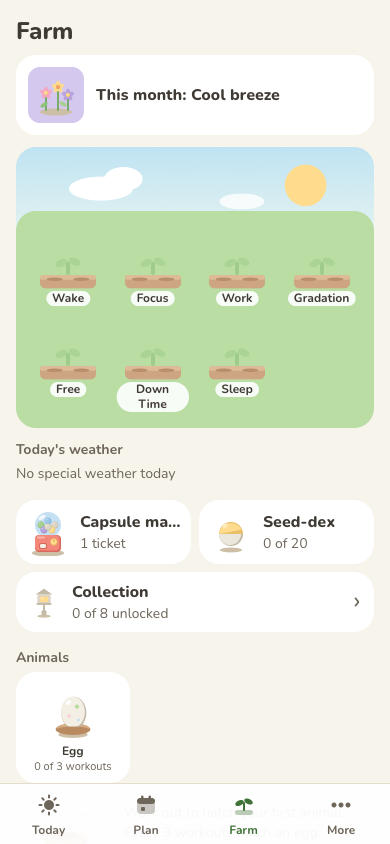 Farm
This month: Cool breeze
Wake
Focus
Work
Gradation
Free
Down
Time
Sleep
Today's weather
No special weather today
Capsule ma...
1 ticket
Seed-dex
0 of 20
Collection
0 of 8 unlocked
Animals
Egg
0 of 3 workouts
Today
Plan
Farm
More